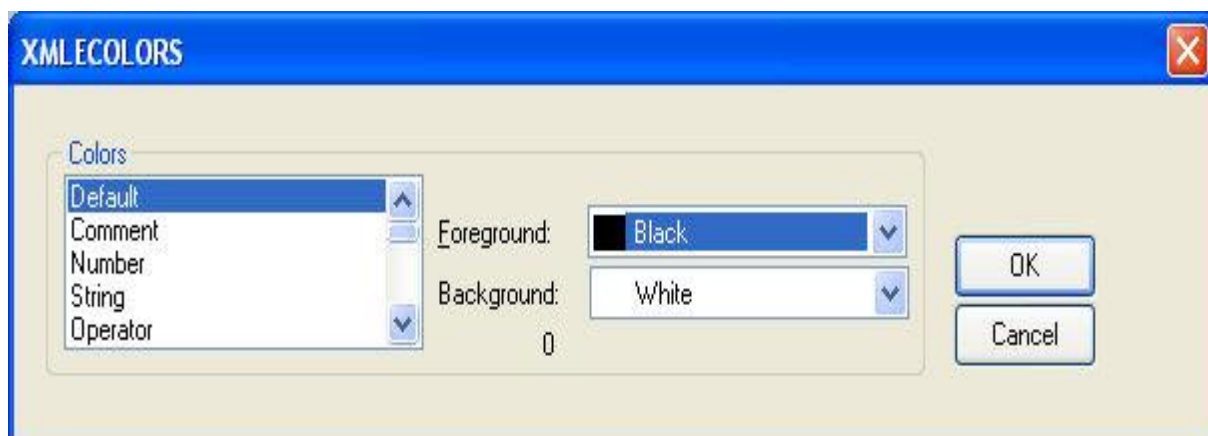 XMLECOLORS
Colors
Default
Comment
Number
String
Operator
Foreground:
Black
Background:
White
0
OK
Cancel